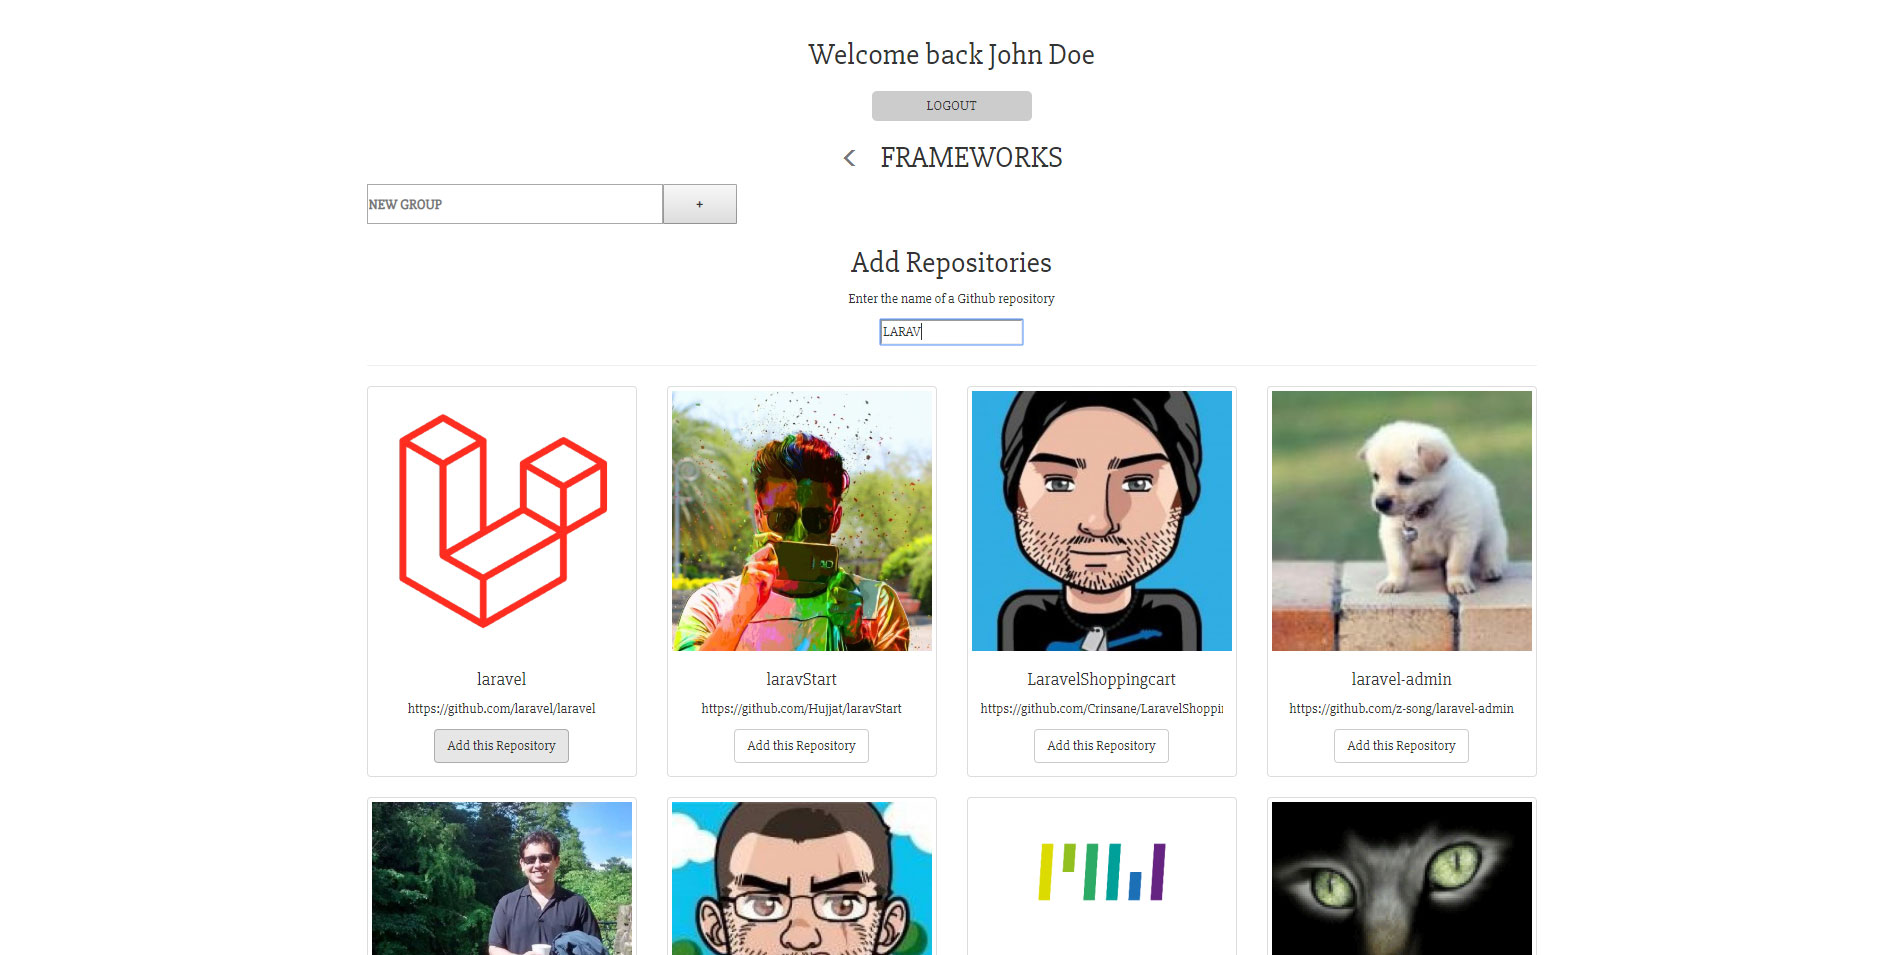 Welcome back John Doe
LOGOUT
< FRAMEWORKS
NEW GROUP +
Add Repositories
Enter the name of a Github repository
LARAV
laravel
https://github.com/laravel/laravel
Add this Repository
laravStart
https://github.com/Hujjat/laravStart
Add this Repository
LaravelShoppingcart
https://github.com/Crinsane/LaravelShoppin
Add this Repository
laravel-admin
https://github.com/z-song/laravel-admin
Add this Repository